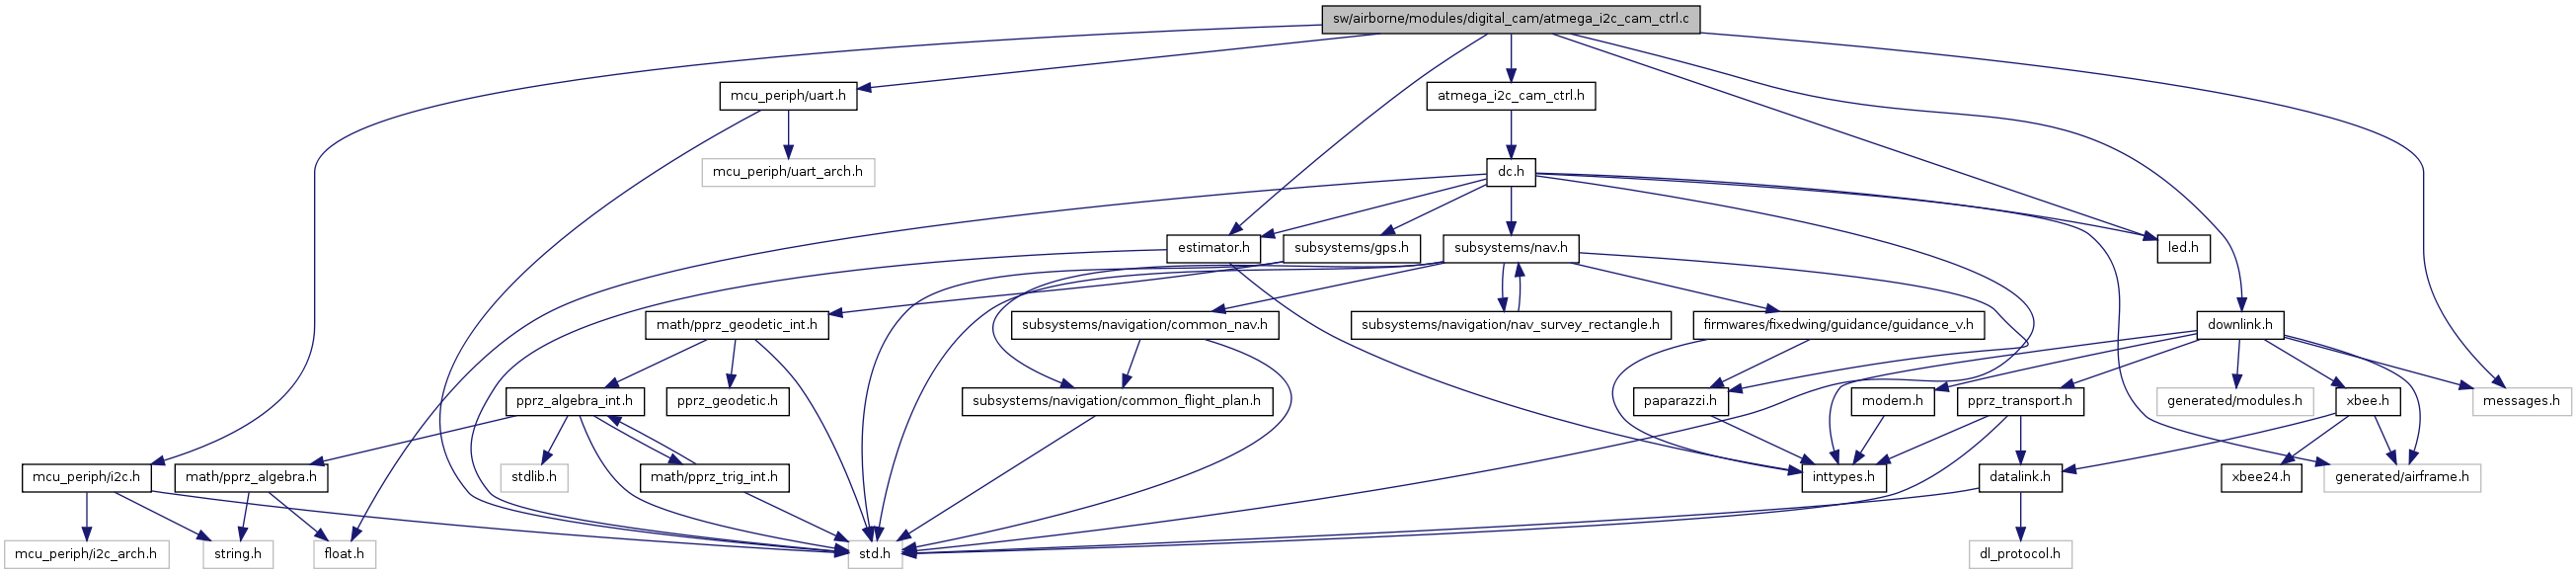 sw/airborne/modules/digital_cam/atmega_i2c_cam_ctrl.c
mcu_periph/uart.h
atmega_i2c_cam_ctrl.h
mcu_periph/uart_arch.h
dc.h
estimator.h
subsystems/gps.h
subsystems/nav.h
led.h
math/pprz_geodetic_int.h
subsystems/navigation/common_nav.h
subsystems/navigation/nav_survey_rectangle.h
firmwares/fixedwing/guidance/guidance_v.h
downlink.h
pprz_algebra_int.h
pprz_geodetic.h
subsystems/navigation/common_flight_plan.h
paparazzi.h
modem.h
pprz_transport.h
generated/modules.h
xbee.h
messages.h
mcu_periph/i2c.h
math/pprz_algebra.h
stdlib.h
math/pprz_trig_int.h
inttypes.h
datalink.h
xbee24.h
generated/airframe.h
mcu_periph/i2c_arch.h
string.h
float.h
std.h
dl_protocol.h